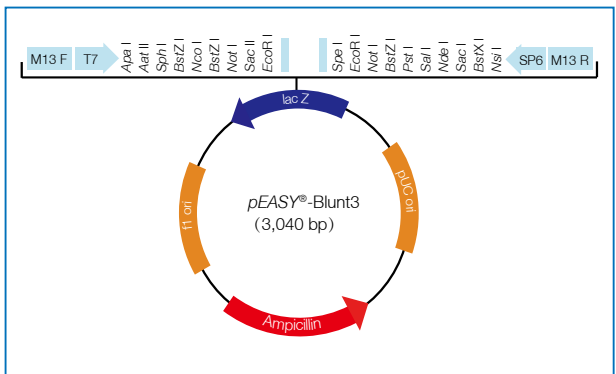 M13 F T7 Apa I Aat II Sph I BstZ I Nco I BstZ I Not I Sac II EcoR I Spe I EcoR I Not I BstZ I Pst I Sal I Nde I Sac I BstX I Nsi I SP6 M13 R
lac Z
f1 ori
pEASY®-Blunt3
(3,040 bp)
pUC ori
Ampicillin